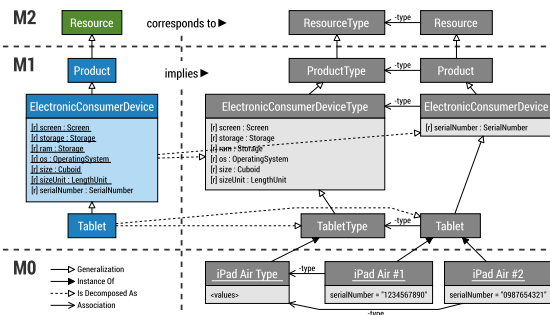 M2
Resource
corresponds to
ResourceType
-type
Resource
M1
Product
implies
ProductType
-type
Product
ElectronicConsumerDevice
[r] screen : Screen
[r] storage : Storage
[r] ram : Storage
[r] os : OperatingSystem
[r] size : Cuboid
[r] sizeUnit : LengthUnit
[r] serialNumber : SerialNumber
ElectronicConsumerDeviceType
[r] screen : Screen
[r] storage : Storage
[r] ram : Storage
[r] os : OperatingSystem
[r] size : Cuboid
[r] sizeUnit : LengthUnit
-type
ElectronicConsumerDevice
[r] serialNumber : SerialNumber
Tablet
TabletType
-type
Tablet
M0
Generalization
Instance Of
Is Decomposed As
Association
iPad Air Type
<values>
-type
iPad Air #1
serialNumber = "1234567890"
iPad Air #2
serialNumber = "0987654321"
-type